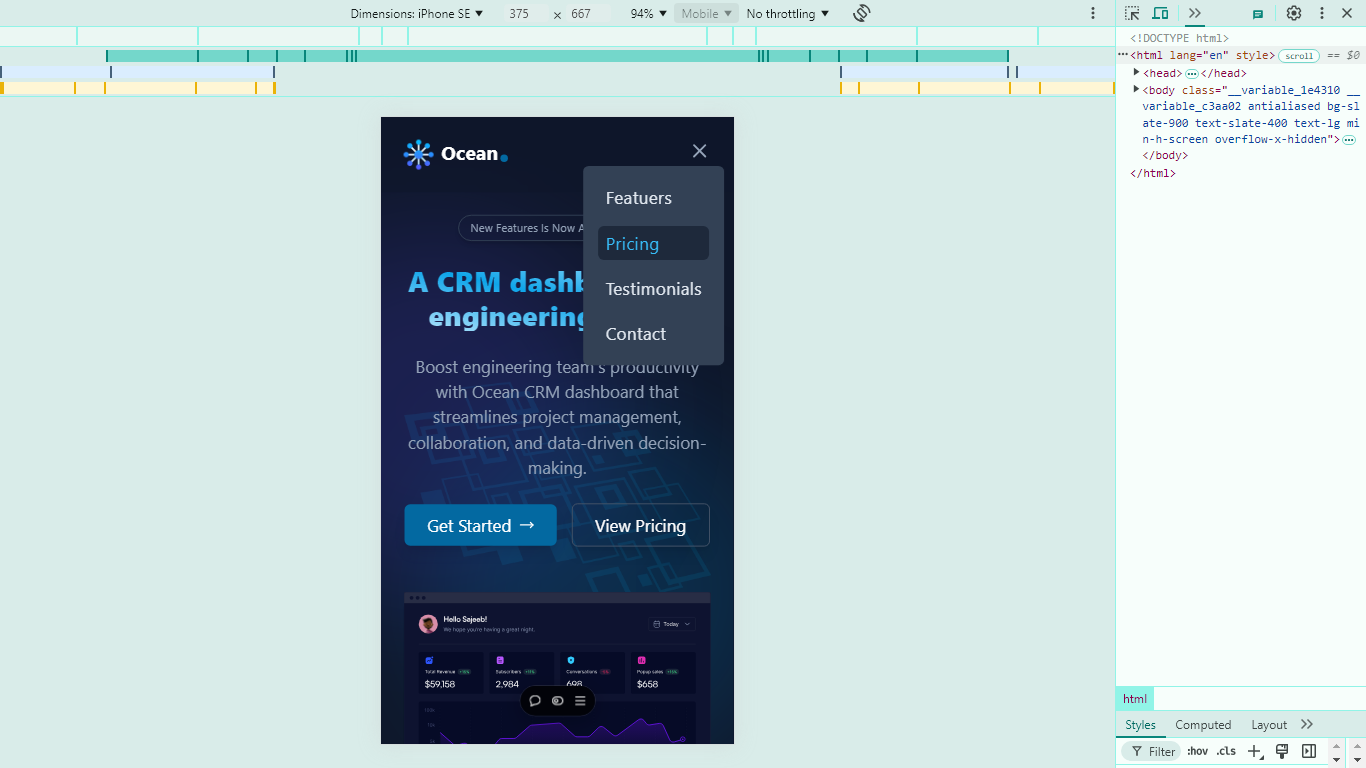 Dimensions: iPhone SE 375 x 667 94% Mobile No throttling
<!DOCTYPE html>
<html lang="en" style> scroll == $0
<head></head>
<body class="__variable_1e4310 __
variable_c3aa02 antialiased bg-sl
ate-900 text-slate-400 text-lg mi
n-h-screen overflow-x-hidden">
</body>
</html>
Ocean
Featuers
Pricing
Testimonials
Contact
New Features Is Now A
A CRM dashb
engineering
Boost engineering team's productivity
with Ocean CRM dashboard that
streamlines project management,
collaboration, and data-driven decision-
making.
Get Started → View Pricing
Hello Sajeeb!
We hope you're having a great night.
Today
Total Revenue
$59,158
Subscribers
2,984
Conversations
698
Popup sales
$658
html
Styles Computed Layout
Filter :hov .cls